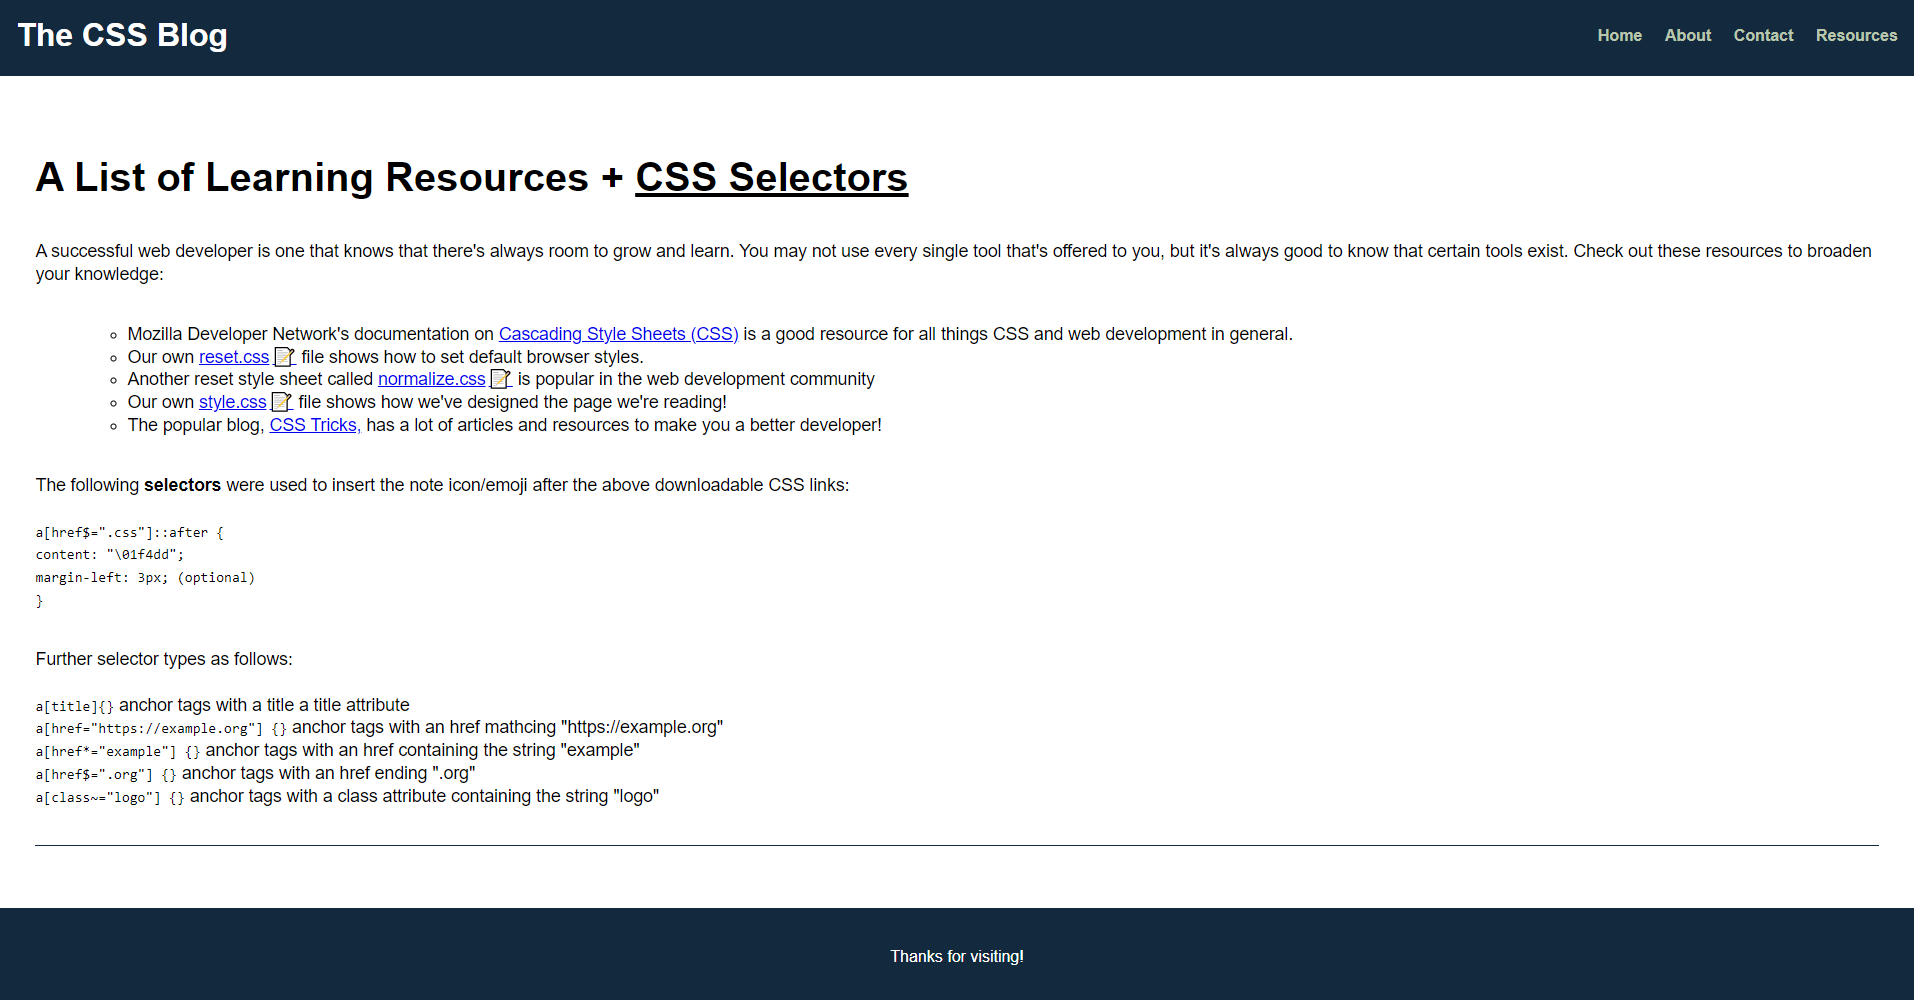 The CSS Blog
Home About Contact Resources
A List of Learning Resources + CSS Selectors
A successful web developer is one that knows that there's always room to grow and learn. You may not use every single tool that's offered to you, but it's always good to know that certain tools exist. Check out these resources to broaden
your knowledge:
Mozilla Developer Network's documentation on Cascading Style Sheets (CSS) is a good resource for all things CSS and web development in general.
Our own reset.css📝 file shows how to set default browser styles.
Another reset style sheet called normalize.css📝 is popular in the web development community
Our own style.css📝 file shows how we've designed the page we're reading!
The popular blog, CSS Tricks, has a lot of articles and resources to make you a better developer!
The following selectors were used to insert the note icon/emoji after the above downloadable CSS links:
a[href$=".css"]::after {
content: "\01f4dd";
margin-left: 3px; (optional)
}
Further selector types as follows:
a[title]{} anchor tags with a title a title attribute
a[href="https://example.org"] {} anchor tags with an href mathcing "https://example.org"
a[href*="example"] {} anchor tags with an href containing the string "example"
a[href$=".org"] {} anchor tags with an href ending ".org"
a[class~="logo"] {} anchor tags with a class attribute containing the string "logo"
Thanks for visiting!